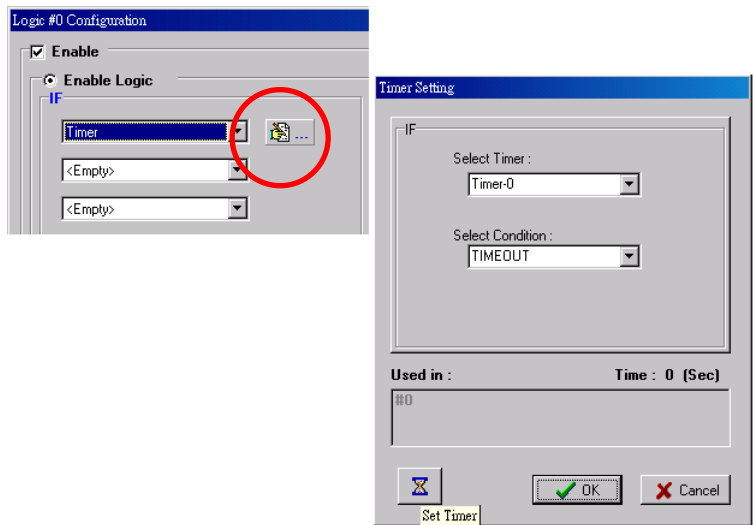 Logic #0 Configuration
Enable
Enable Logic
IF
Timer
...
<Empty>
<Empty>
Timer Setting
IF
Select Timer :
Timer-0
Select Condition :
TIMEOUT
Used in :
Time : 0 (Sec)
#0
OK
Cancel
Set Timer